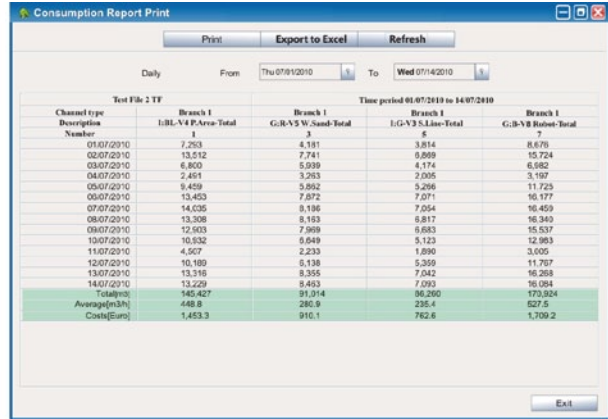 Consumption Report Print
Print Export to Excel Refresh
Daily From Thu 07/01/2010 To Wed 07/14/2010
Test File 2 TF Time period 01/07/2010 to 14/07/2010
Channel type Branch 1 Branch 1 Branch 1 Branch 1
Description 1:BL-V4 P.Area-Total G:R-V5 W.Sand-Total 1:G-V3 S.Line-Total G:B-V8 Robot-Total
Number 1 3 5 7
01/07/2010 7,293 4,181 3,814 8,676
02/07/2010 13,512 7,741 6,869 15,724
03/07/2010 6,800 5,939 4,174 6,982
04/07/2010 2,491 3,263 2,005 3,197
05/07/2010 9,459 5,862 5,266 11,725
06/07/2010 13,453 7,872 7,071 16,177
07/07/2010 14,035 8,186 7,054 16,459
08/07/2010 13,308 8,163 6,817 16,340
09/07/2010 12,903 7,969 6,683 15,537
10/07/2010 10,932 6,649 5,123 12,983
11/07/2010 4,507 2,233 1,890 3,005
12/07/2010 10,189 6,138 5,359 11,767
13/07/2010 13,316 8,355 7,042 16,268
14/07/2010 13,229 8,463 7,093 16,084
Total[m3] 145,427 91,014 86,260 170,924
Average[m3/h] 448.8 280.9 235.4 527.5
Costs[Euro] 1,453.3 910.1 762.6 1,709.2
Exit